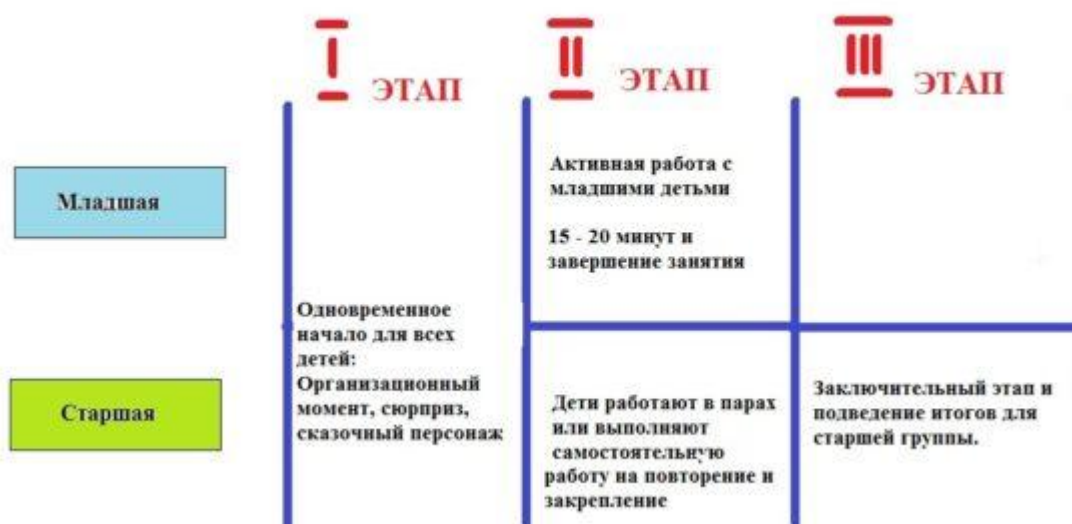 I ЭТАП
II ЭТАП
III ЭТАП
Младшая
Активная работа с
младшими детьми
15 - 20 минут и
завершение занятия
Одновременное
начало для всех
детей:
Организационный
момент, сюрприз,
сказочный персонаж
Старшая
Дети работают в парах
или выполняют
самостоятельную
работу на повторение и
закрепление
Заключительный этап и
подведение итогов для
старшей группы.